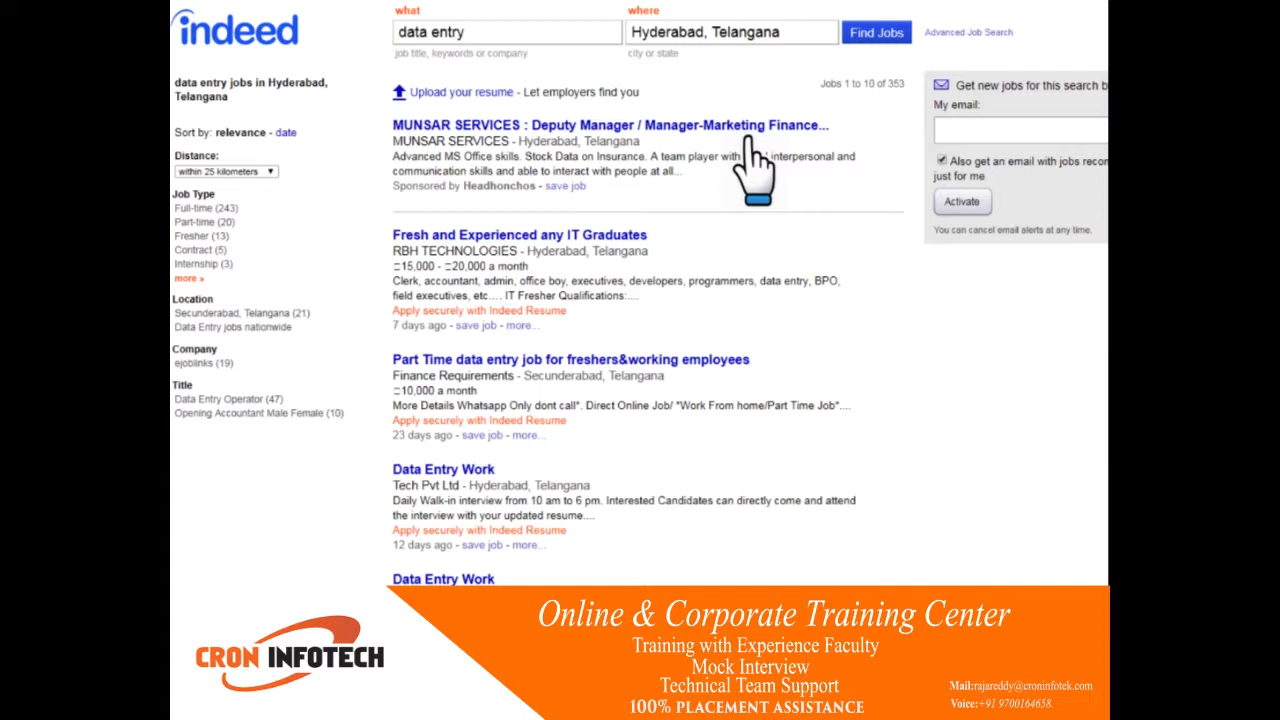 indeed
what
where
data entry
Hyderabad, Telangana
Find Jobs
Advanced Job Search
job title, keywords or company
city or state
data entry jobs in Hyderabad,
Telangana
Sort by: relevance - date
Distance:
within 25 kilometers
Job Type
Full-time (243)
Part-time (20)
Fresher (13)
Contract (5)
Internship (3)
more »
Location
Secunderabad, Telangana (21)
Data Entry jobs nationwide
Company
ejoblinks (19)
Title
Data Entry Operator (47)
Opening Accountant Male Female (10)
Upload your resume - Let employers find you
Jobs 1 to 10 of 353
MUNSAR SERVICES : Deputy Manager / Manager-Marketing Finance...
MUNSAR SERVICES - Hyderabad, Telangana
Advanced MS Office skills. Stock Data on Insurance. A team player with interpersonal and
communication skills and able to interact with people at all...
Sponsored by Headhonchos - save job
Fresh and Experienced any IT Graduates
RBH TECHNOLOGIES - Hyderabad, Telangana
15,000 - 20,000 a month
Clerk, accountant, admin, office boy, executives, developers, programmers, data entry, BPO,
field executives, etc.... IT Fresher Qualifications:....
Apply securely with Indeed Resume
7 days ago - save job - more...
Part Time data entry job for freshers&working employees
Finance Requirements - Secunderabad, Telangana
10,000 a month
More Details Whatsapp Only dont call*. Direct Online Job/ *Work From home/Part Time Job*....
Apply securely with Indeed Resume
23 days ago - save job - more...
Data Entry Work
Tech Pvt Ltd - Hyderabad, Telangana
Daily Walk-in interview from 10 am to 6 pm. Interested Candidates can directly come and attend
the interview with your updated resume....
Apply securely with Indeed Resume
12 days ago - save job - more...
Data Entry Work
Get new jobs for this search b
My email:
Also get an email with jobs recor
just for me
Activate
You can cancel email alerts at any time.
CRON INFOTECH
Online & Corporate Training Center
Training with Experience Faculty
Mock Interview
Technical Team Support
100% PLACEMENT ASSISTANCE
Mail:rajareddy@croninfotek.com
Voice:+91 9700164658.